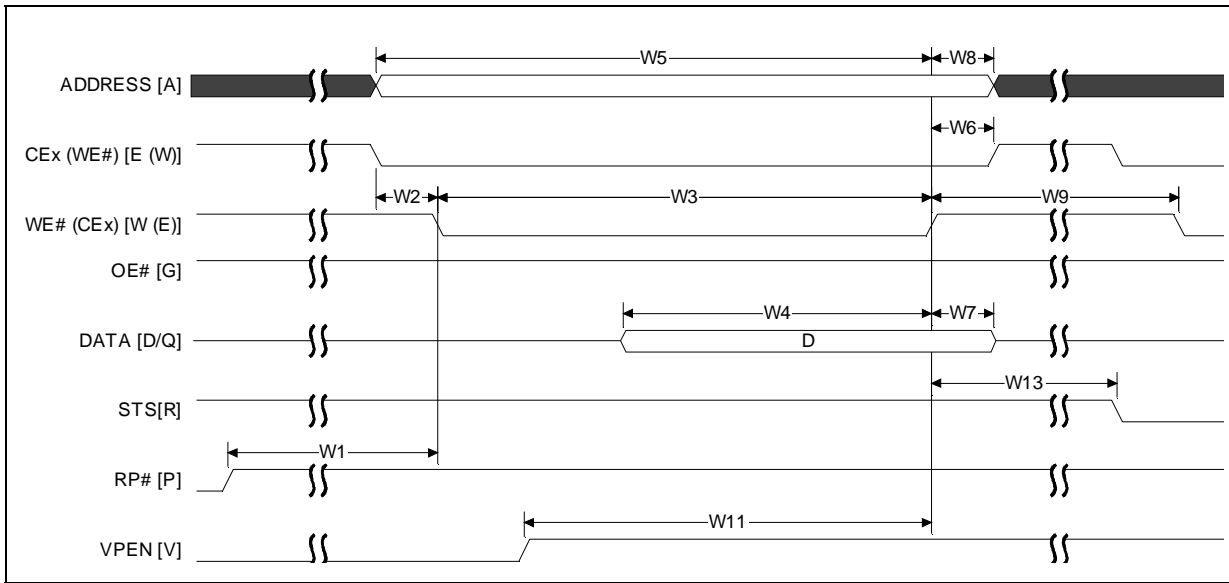 W5
W8
ADDRESS [A]
W6
CEx (WE#) [E (W)]
W2
W3
W9
WE# (CEx) [W (E)]
OE# [G]
W4
W7
DATA [D/Q]
D
W13
STS[R]
W1
RP# [P]
W11
VPEN [V]